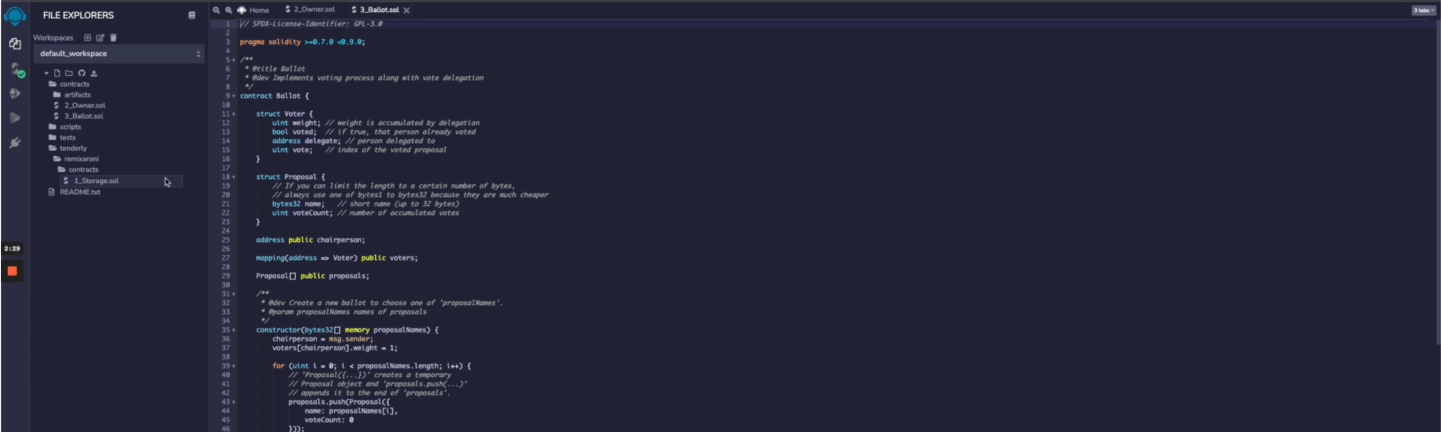 FILE EXPLORERS
Workspaces
default_workspace
contracts
artifacts
2_Owner.sol
3_Ballot.sol
scripts
tests
tenderly
remixaroni
contracts
1_Storage.sol
README.txt
2:29
Home 2_Owner.sol 3_Ballot.sol
3 tabs
1 // SPDX-License-Identifier: GPL-3.0
2
3 pragma solidity >=0.7.0 <0.9.0;
4
5 /**
6 * @title Ballot
7 * @dev Implements voting process along with vote delegation
8 */
9 contract Ballot {
10
11 struct Voter {
12 uint weight; // weight is accumulated by delegation
13 bool voted; // if true, that person already voted
14 address delegate; // person delegated to
15 uint vote; // index of the voted proposal
16 }
17
18 struct Proposal {
19 // If you can limit the length to a certain number of bytes,
20 // always use one of bytes1 to bytes32 because they are much cheaper
21 bytes32 name; // short name (up to 32 bytes)
22 uint voteCount; // number of accumulated votes
23 }
24
25 address public chairperson;
26
27 mapping(address => Voter) public voters;
28
29 Proposal[] public proposals;
30
31 /**
32 * @dev Create a new ballot to choose one of 'proposalNames'.
33 * @param proposalNames names of proposals
34 */
35 constructor(bytes32[] memory proposalNames) {
36 chairperson = msg.sender;
37 voters[chairperson].weight = 1;
38
39 for (uint i = 0; i < proposalNames.length; i++) {
40 // 'Proposal({...})' creates a temporary
41 // Proposal object and 'proposals.push(...)'
42 // appends it to the end of 'proposals'.
43 proposals.push(Proposal({
44 name: proposalNames[i],
45 voteCount: 0
46 }));